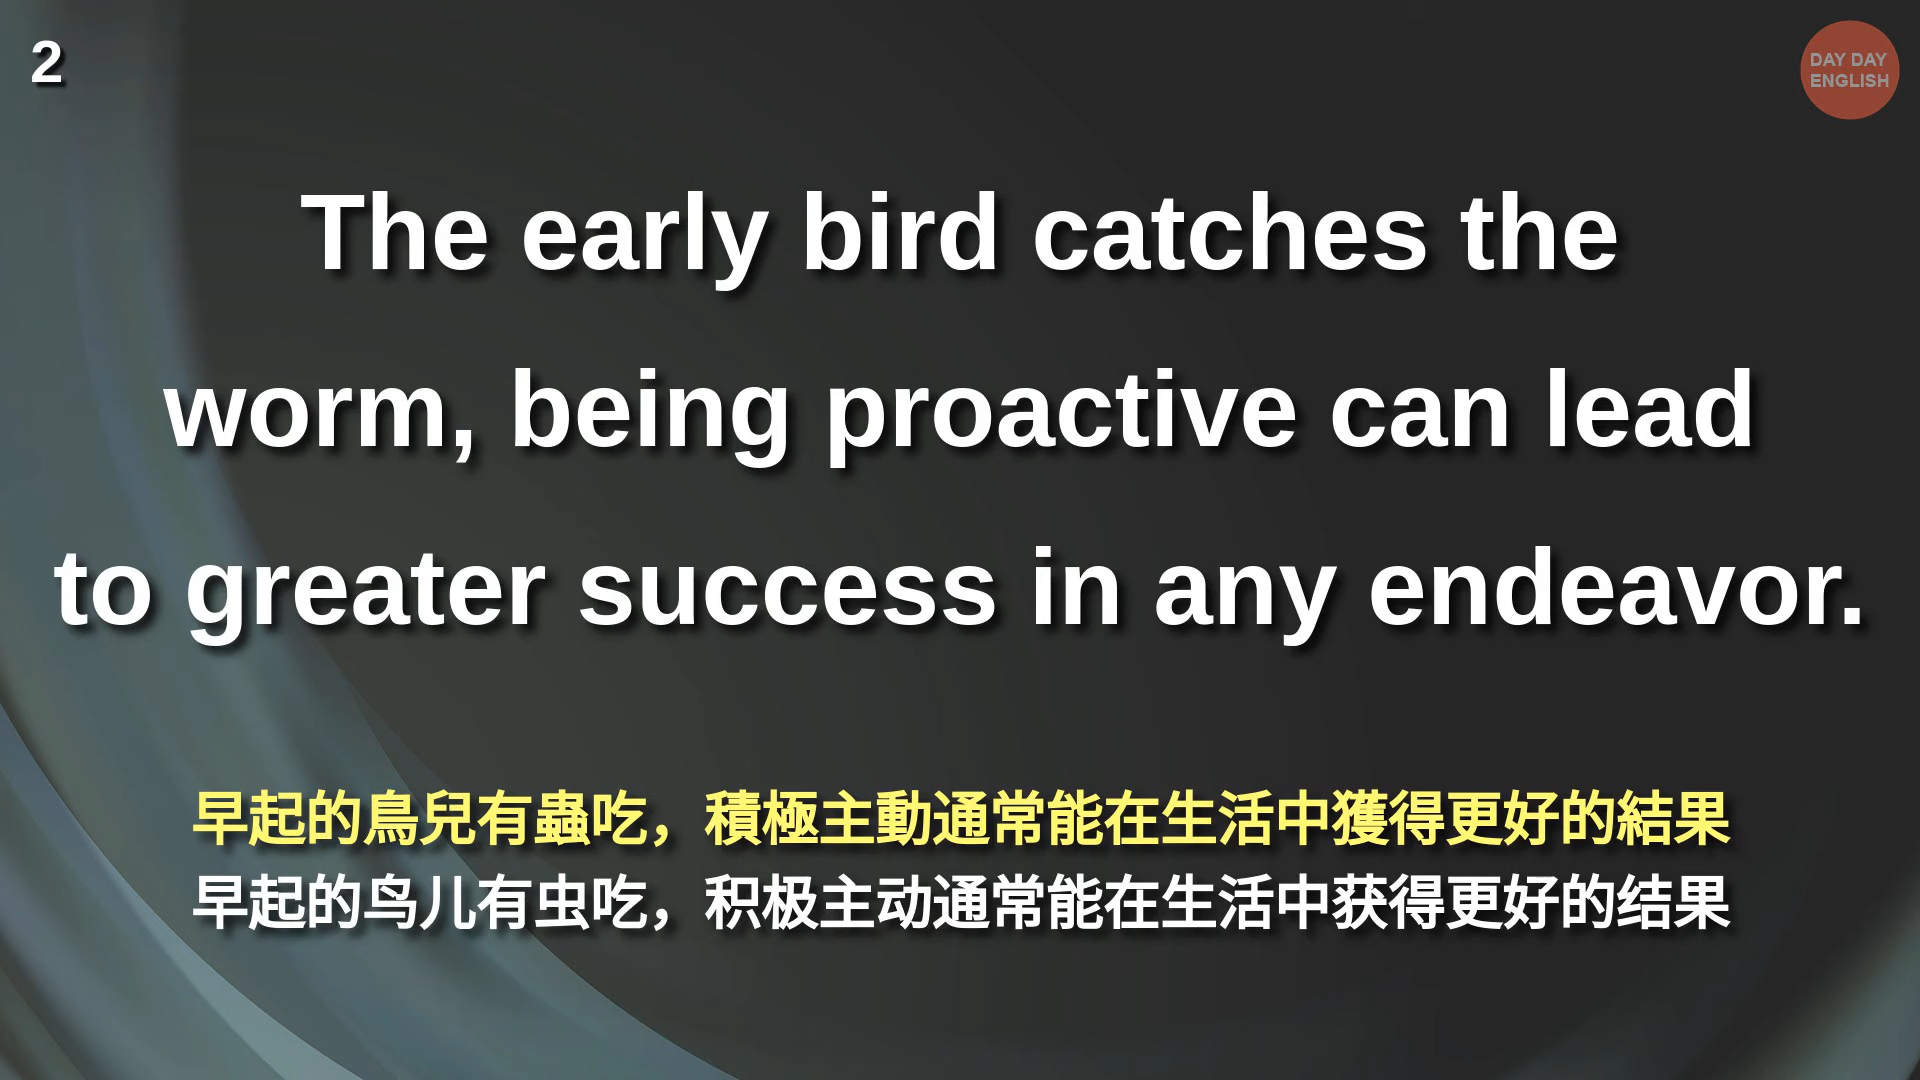 2
DAY DAY
ENGLISH
The early bird catches the
worm, being proactive can lead
to greater success in any endeavor.
早起的鳥兒有蟲吃，積極主動通常能在生活中獲得更好的結果
早起的鸟儿有虫吃，积极主动通常能在生活中获得更好的结果